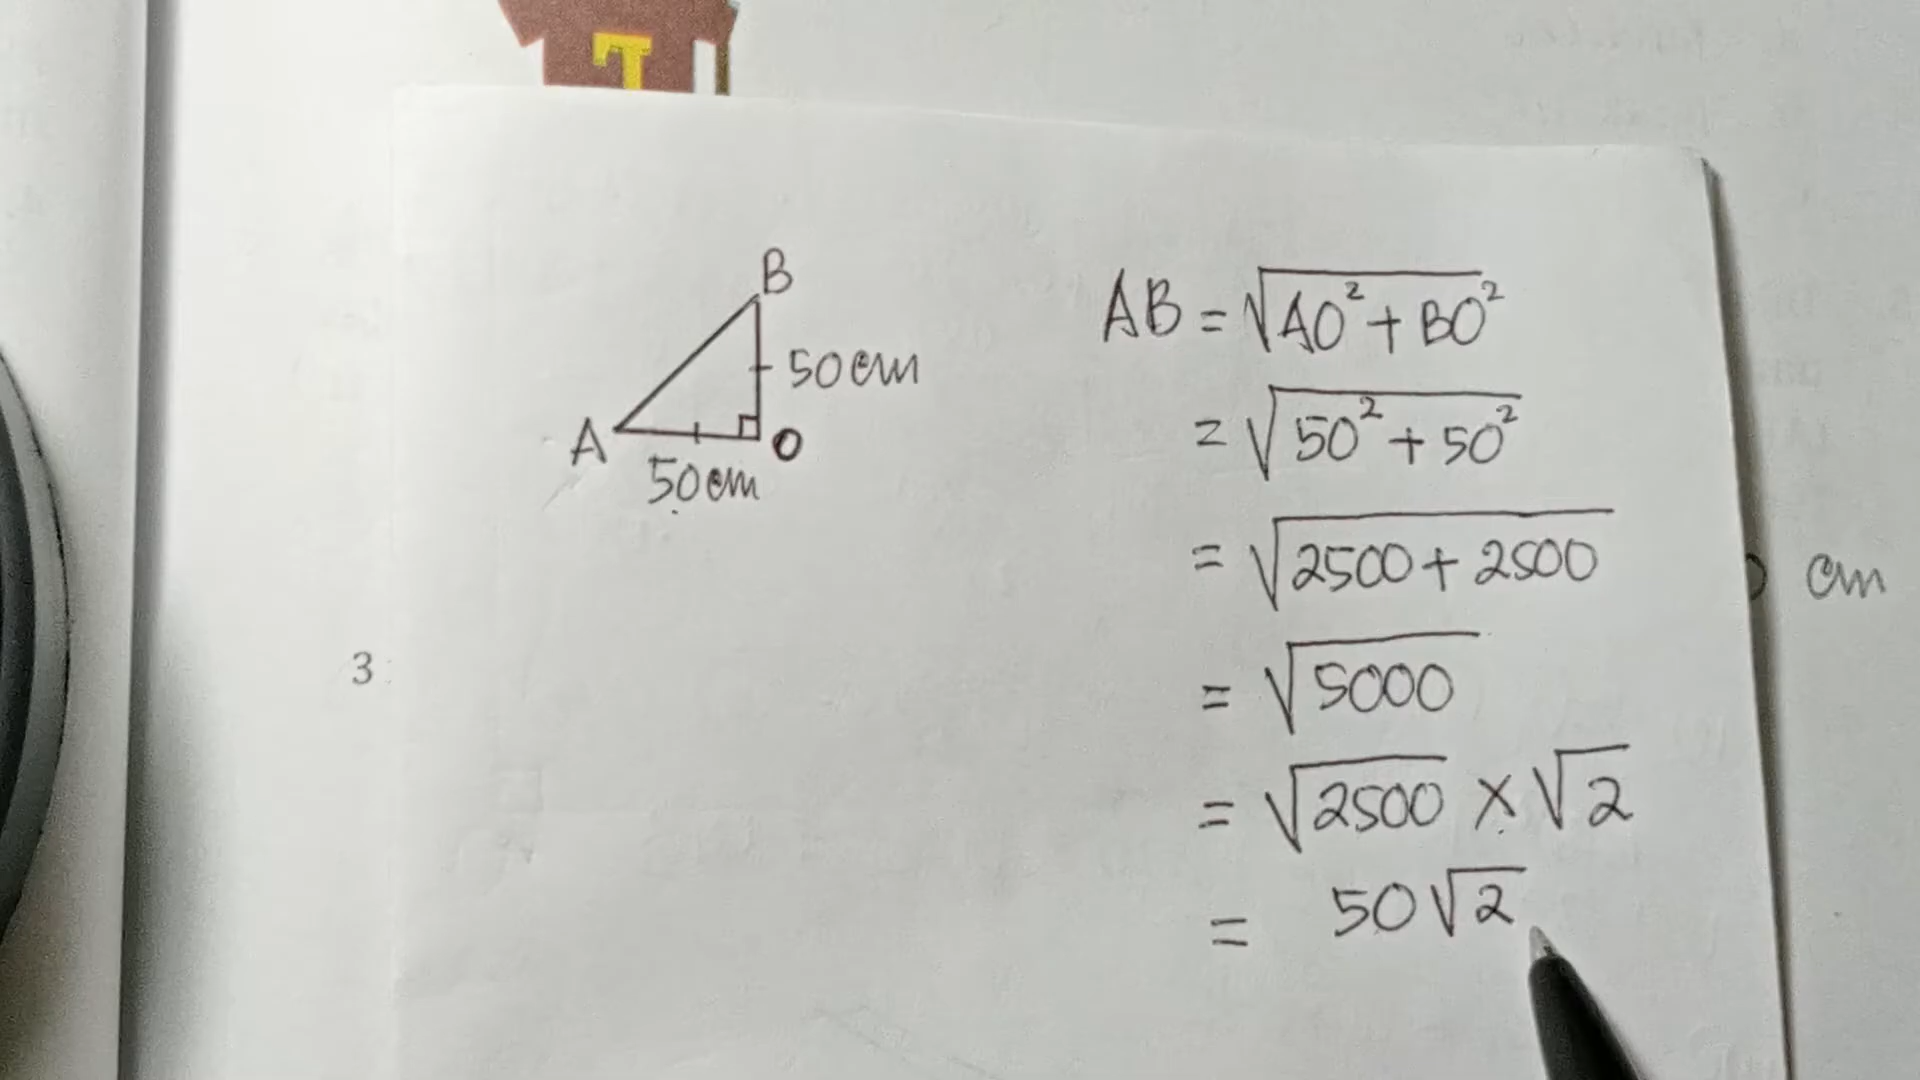 T
B
50cm
A
O
50cm
AB = √AO² + BO²
= √50² + 50²
= √2500 + 2500
cm
= √5000
3
= √2500 × √2
= 50√2